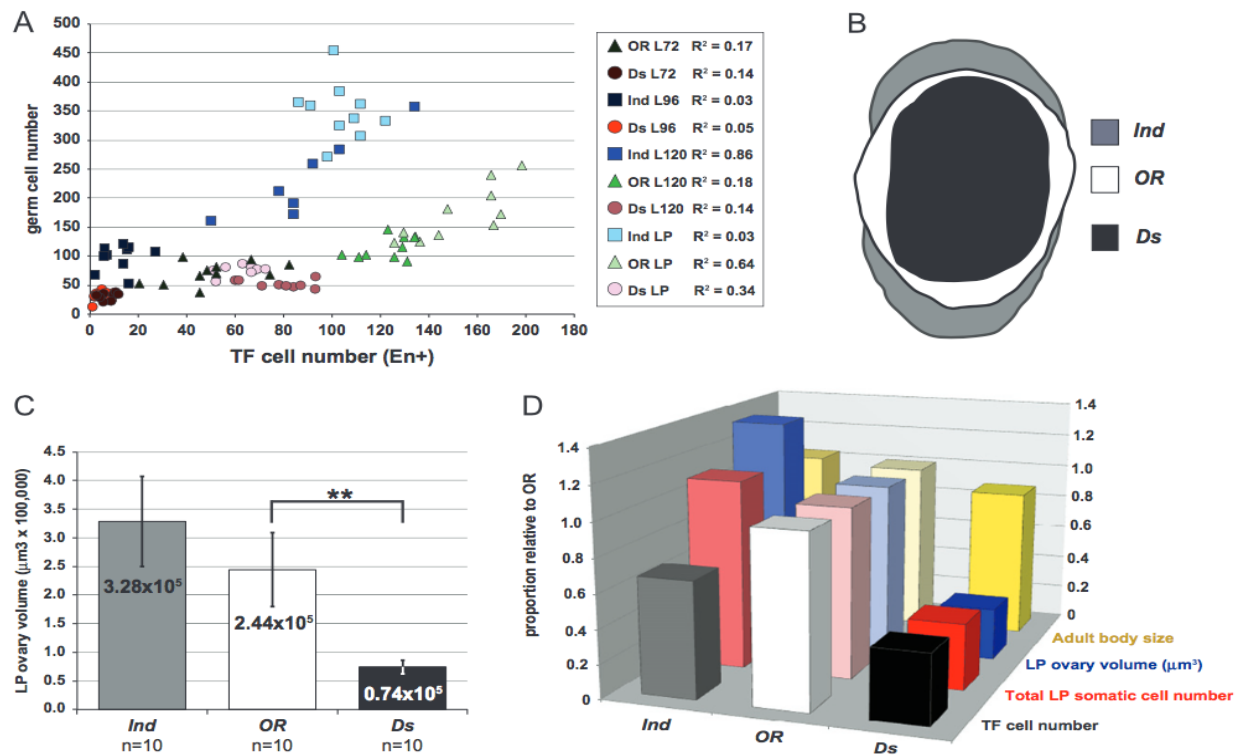 A
500
450
400
350
300
250
200
150
100
50
0
germ cell number
0 20 40 60 80 100 120 140 160 180 200
TF cell number (En+)
OR L72 R² = 0.17
Ds L72 R² = 0.14
Ind L96 R² = 0.03
Ds L96 R² = 0.05
Ind L120 R² = 0.86
OR L120 R² = 0.18
Ds L120 R² = 0.14
Ind LP R² = 0.03
OR LP R² = 0.64
Ds LP R² = 0.34
B
Ind
OR
Ds
C
4.5
4.0
3.5
3.0
2.5
2.0
1.5
1.0
0.5
0.0
LP ovary volume (μm3 x 100,000)
**
3.28x10⁵
2.44x10⁵
0.74x10⁵
Ind OR Ds
n=10 n=10 n=10
D
1.4
1.2
1.0
0.8
0.6
0.4
0.2
0
proportion relative to OR
1.4
1.2
1.0
0.8
0.6
0.4
0.2
0
Adult body size
LP ovary volume (μm³)
Total LP somatic cell number
TF cell number
Ind OR Ds